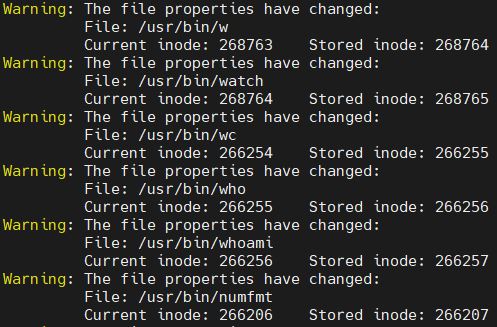 Warning: The file properties have changed:
File: /usr/bin/w
Current inode: 268763    Stored inode: 268764
Warning: The file properties have changed:
File: /usr/bin/watch
Current inode: 268764    Stored inode: 268765
Warning: The file properties have changed:
File: /usr/bin/wc
Current inode: 266254    Stored inode: 266255
Warning: The file properties have changed:
File: /usr/bin/who
Current inode: 266255    Stored inode: 266256
Warning: The file properties have changed:
File: /usr/bin/whoami
Current inode: 266256    Stored inode: 266257
Warning: The file properties have changed:
File: /usr/bin/numfmt
Current inode: 266206    Stored inode: 266207